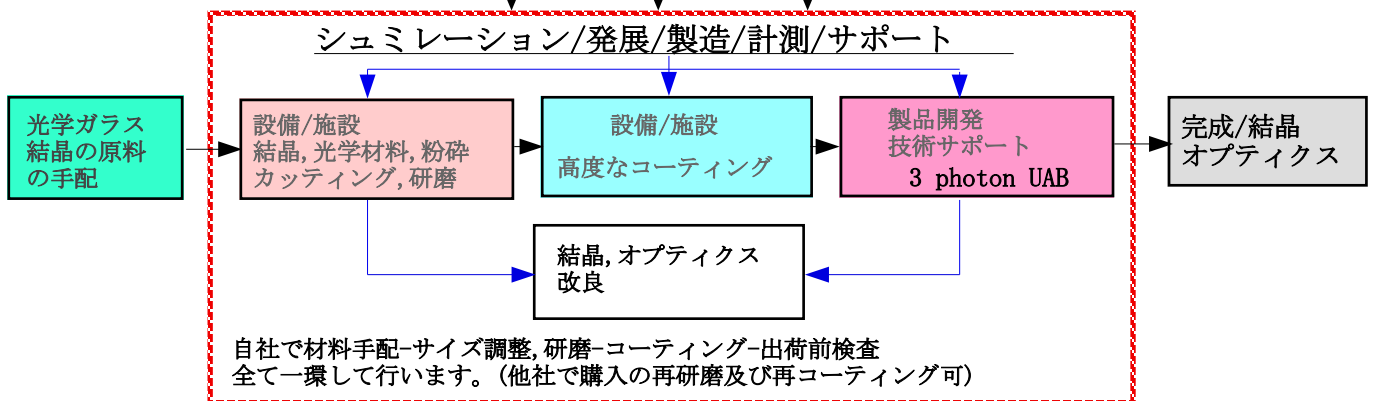 シュミレーション/発展/製造/計測/サポート
光学ガラス
結晶の原料
の手配
設備/施設
結晶,光学材料,粉砕
カッティング,研磨
設備/施設
高度なコーティング
製品開発
技術サポート
3 photon UAB
完成/結晶
オプティクス
結晶,オプティクス
改良
自社で材料手配-サイズ調整,研磨-コーティング-出荷前検査
全て一環して行います。(他社で購入の再研磨及び再コーティング可)